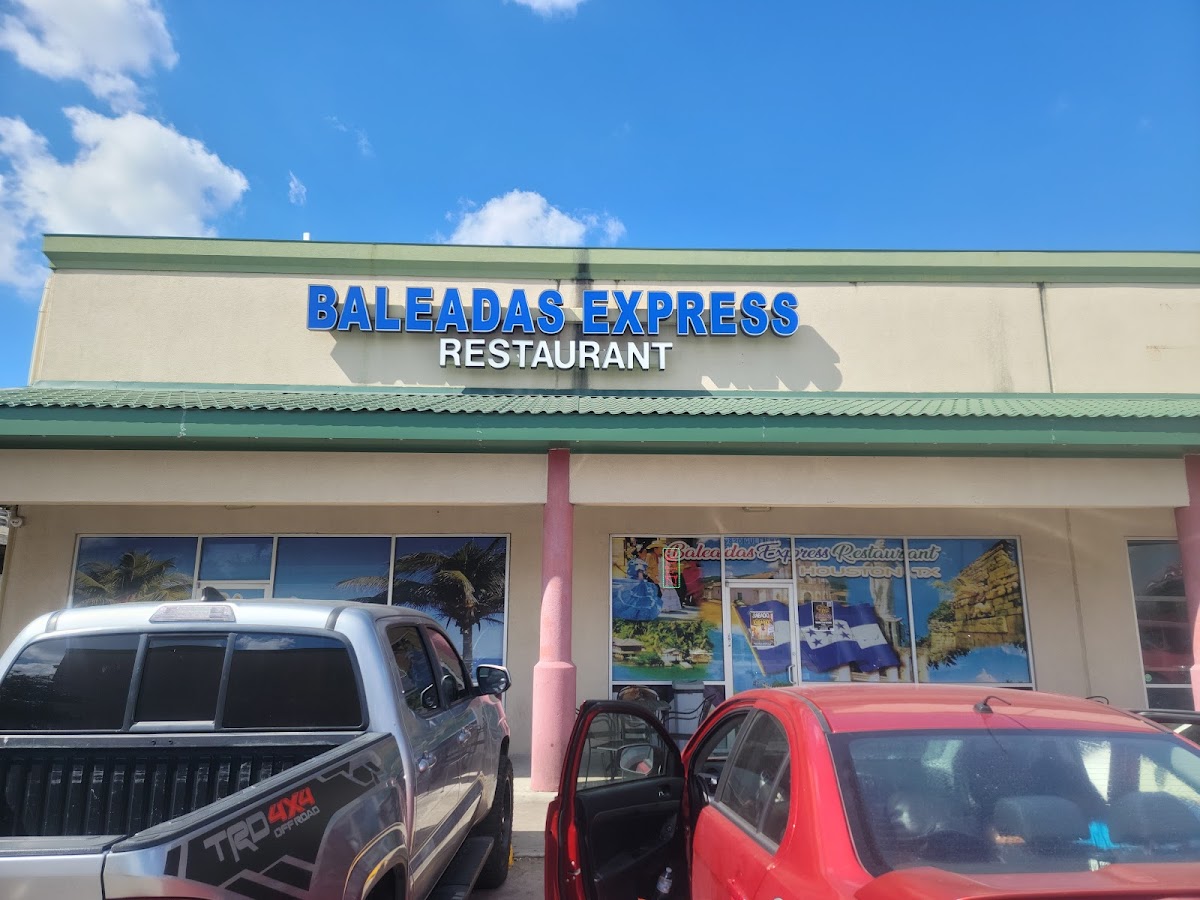 BALEADAS EXPRESS
RESTAURANT
Baleadas Express Restaurant
HOUSTON TX
TRD 4X4
OFF ROAD